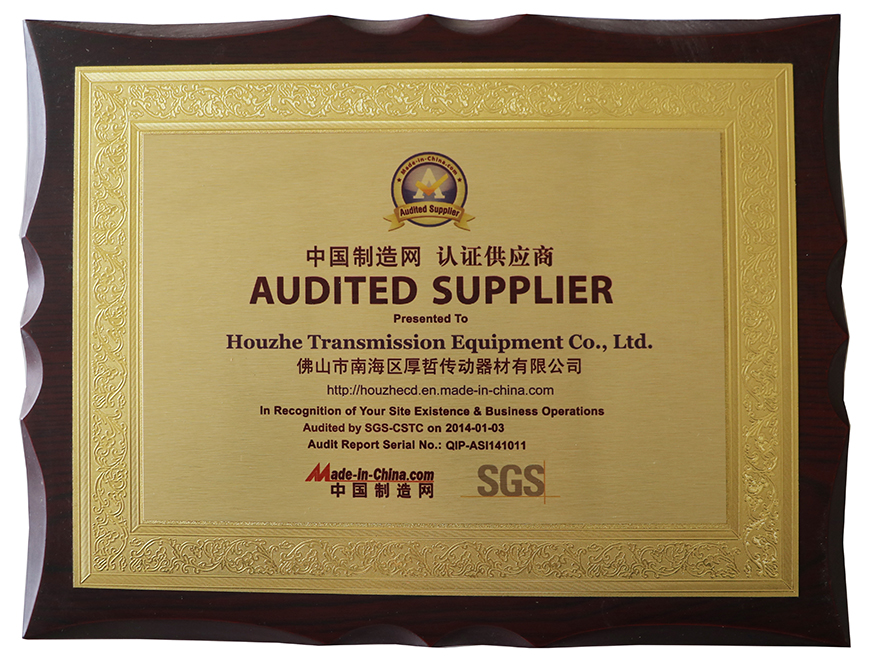 Made-in-China.com
A
Audited Supplier
中国制造网 认证供应商
AUDITED SUPPLIER
Presented To
Houzhe Transmission Equipment Co., Ltd.
佛山市南海区厚哲传动器材有限公司
http://houzhecd.en.made-in-china.com
In Recognition of Your Site Existence & Business Operations
Audited by SGS-CSTC on 2014-01-03
Audit Report Serial No.: QIP-ASI141011
Made-in-China.com SGS
中国制造网